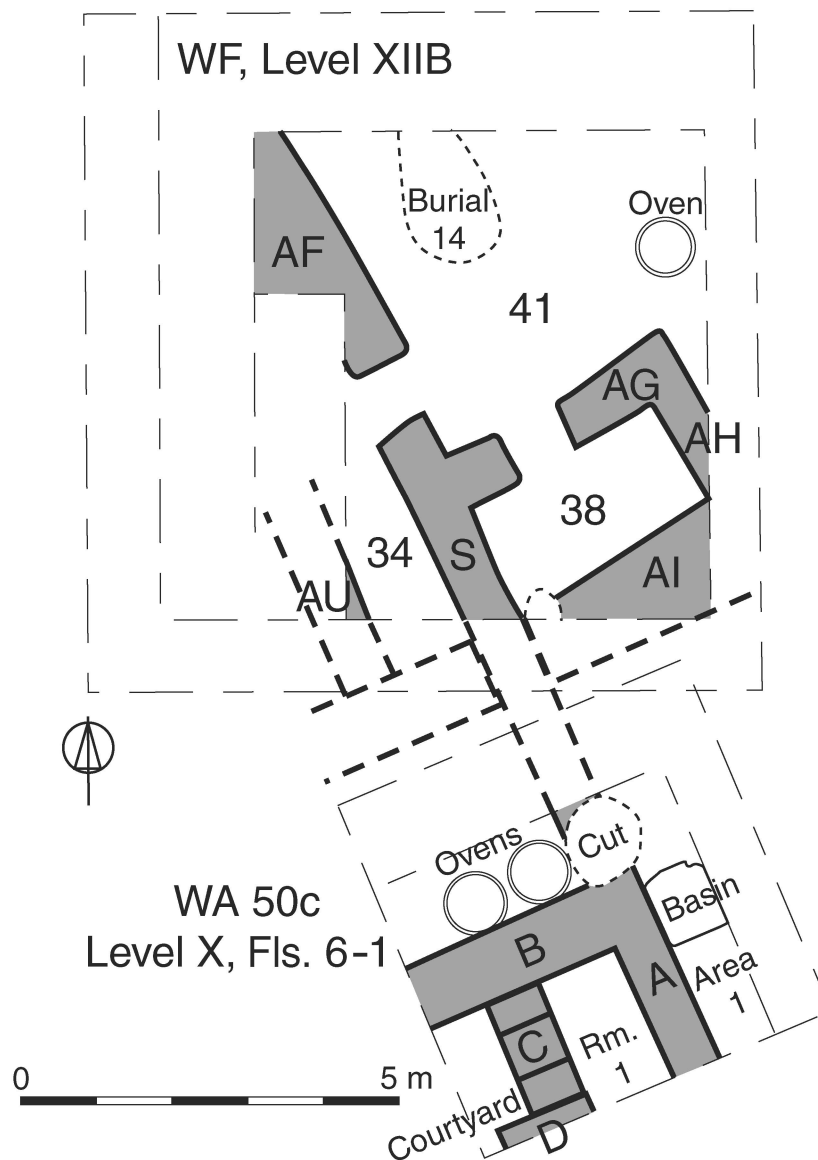 WF, Level XIIB
Burial
14
Oven
AF
41
AG
AH
38
34
S
AI
AU
Cut
Ovens
Basin
WA 50c
Level X, Fls. 6-1
B
A
Area
1
C
Rm.
1
0
5 m
Courtyard
D